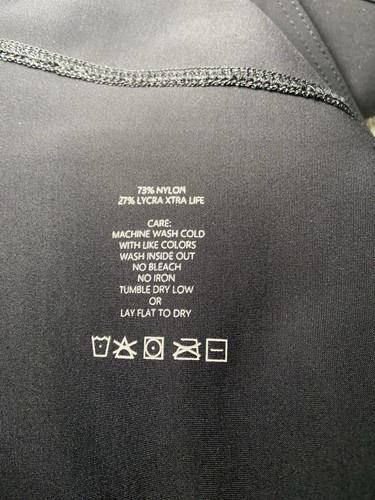 73% NYLON
27% LYCRA XTRA LIFE
CARE:
MACHINE WASH COLD
WITH LIKE COLORS
WASH INSIDE OUT
NO BLEACH
NO IRON
TUMBLE DRY LOW
OR
LAY FLAT TO DRY